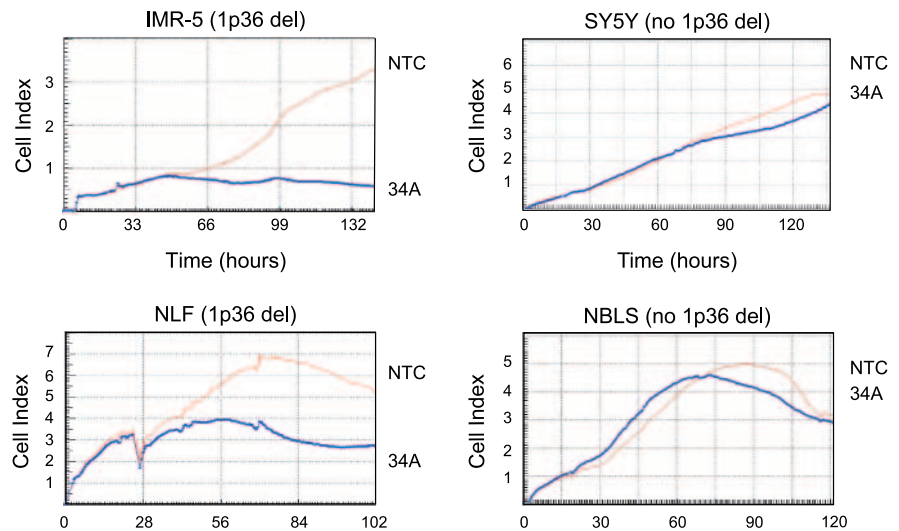 IMR-5 (1p36 del)
Cell Index
3
2
1
0 33 66 99 132
Time (hours)
NTC
34A
SY5Y (no 1p36 del)
Cell Index
6
5
4
3
2
1
0 30 60 90 120
Time (hours)
NTC
34A
NLF (1p36 del)
Cell Index
7
6
5
4
3
2
1
0 28 56 84 102
NTC
34A
NBLS (no 1p36 del)
Cell Index
5
4
3
2
1
0 30 60 90 120
NTC
34A